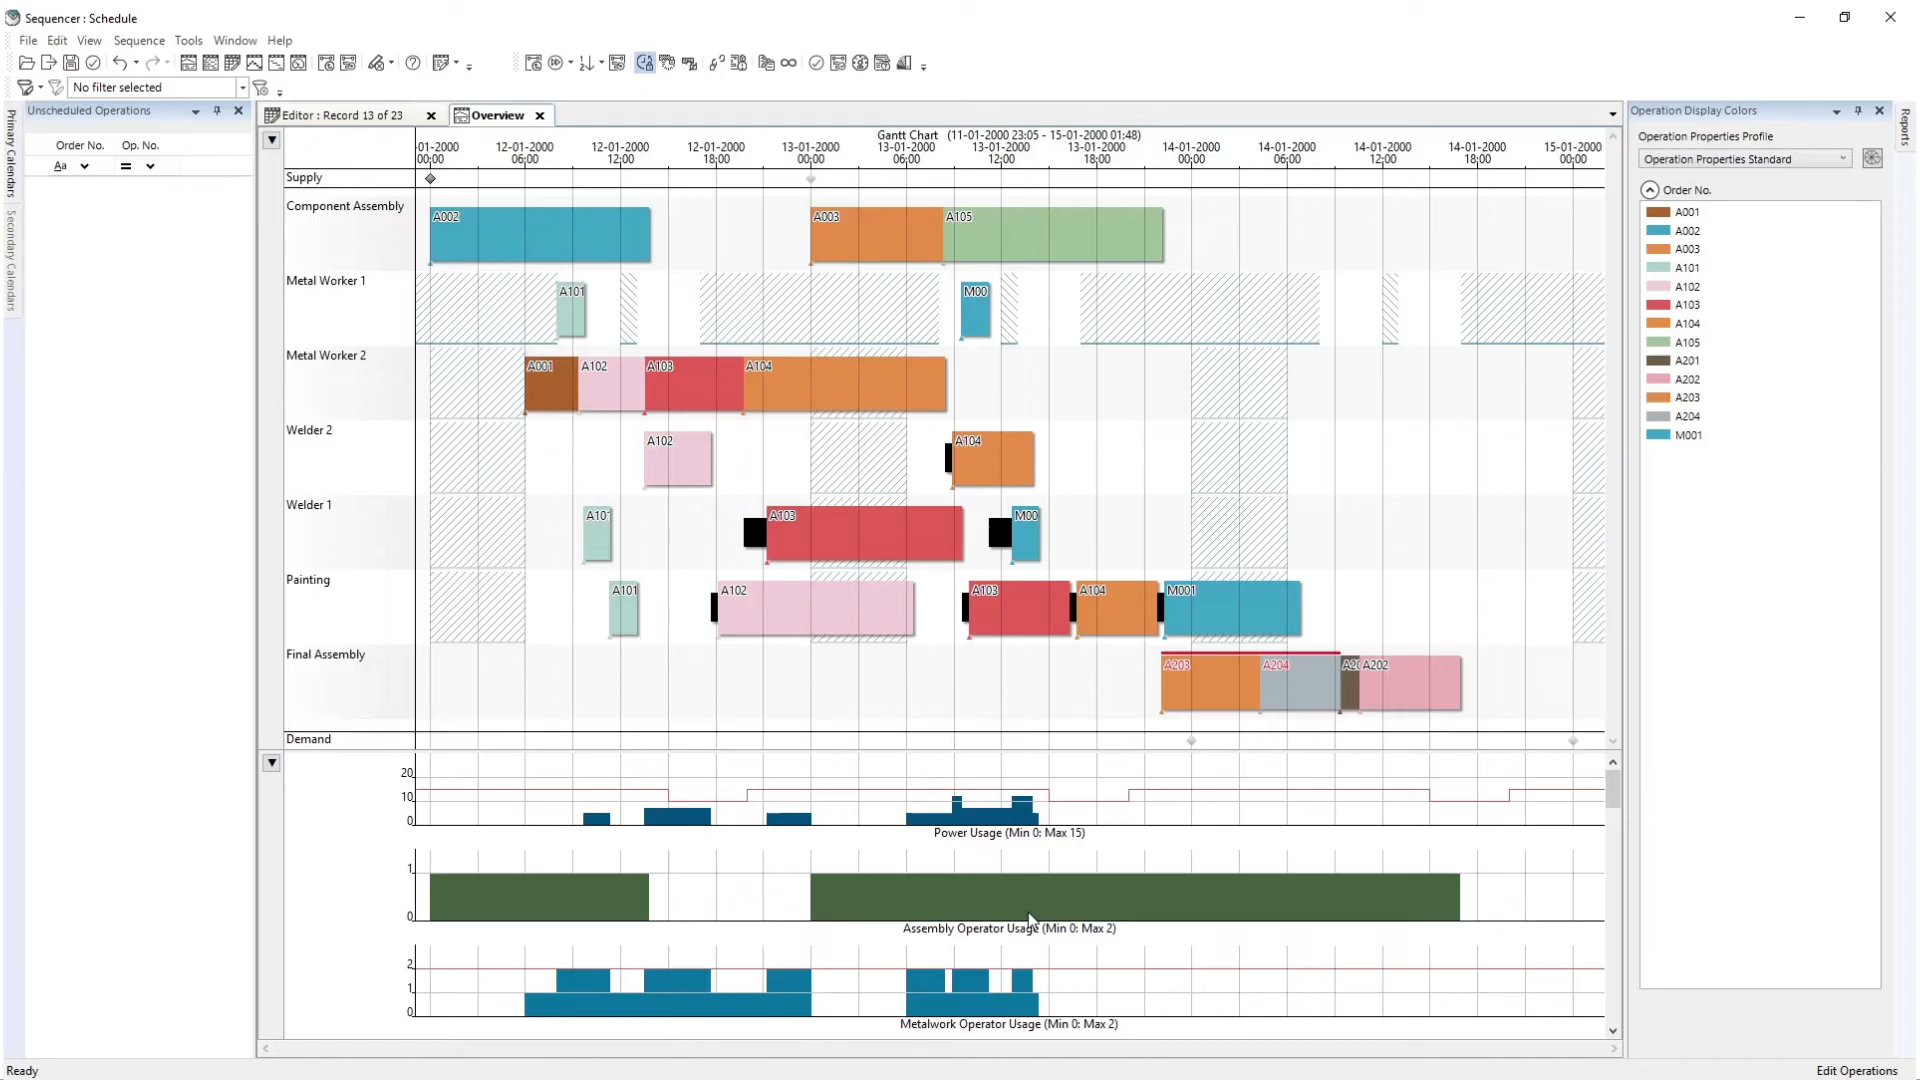 Sequencer : Schedule
File Edit View Sequence Tools Window Help
No filter selected
Primary Calendars
Secondary Calendars
Unscheduled Operations
Order No. Op. No.
Aa =
Editor : Record 13 of 23
Overview
Gantt Chart (11-01-2000 23:05 - 15-01-2000 01:48)
01-2000 12-01-2000 12-01-2000 12-01-2000 13-01-2000 13-01-2000 13-01-2000 13-01-2000 14-01-2000 14-01-2000 14-01-2000 14-01-2000 15-01-2000
00:00 06:00 12:00 18:00 00:00 06:00 12:00 18:00 00:00 06:00 12:00 18:00 00:00
Supply
Component Assembly
A002 A003 A105
Metal Worker 1
A101 M00
Metal Worker 2
A001 A102 A103 A104
Welder 2
A102 A104
Welder 1
A10 A103 M00
Painting
A101 A102 A103 A104 M001
Final Assembly
A203 A204 A20 A202
Demand
20
10
0
Power Usage (Min 0: Max 15)
1
0
Assembly Operator Usage (Min 0: Max 2)
2
1
0
Metalwork Operator Usage (Min 0: Max 2)
Operation Display Colors
Operation Properties Profile
Operation Properties Standard
Order No.
A001
A002
A003
A101
A102
A103
A104
A105
A201
A202
A203
A204
M001
Reports
Ready
Edit Operations